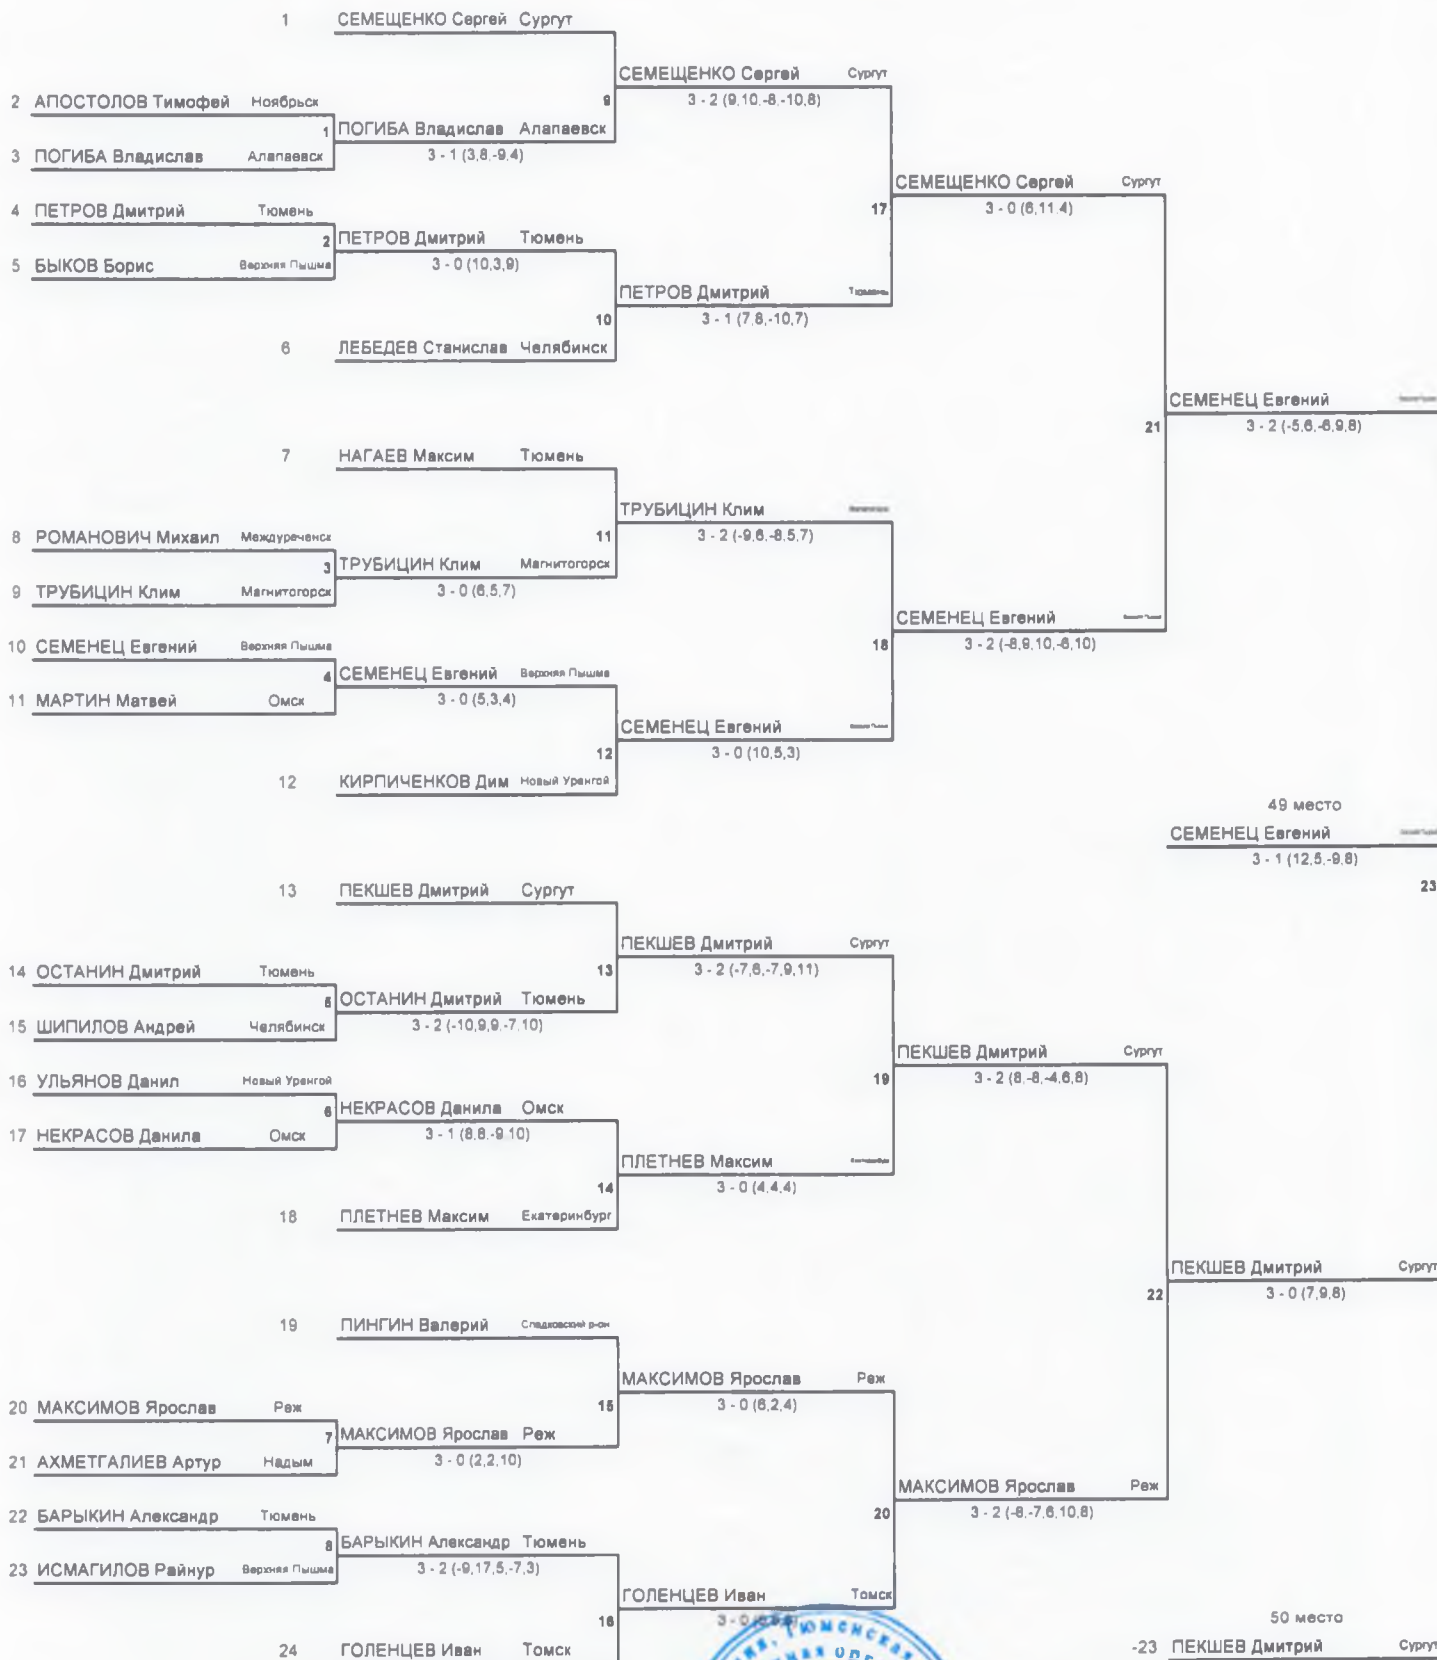 1 СЕМЕЩЕНКО Сергей Сургут
СЕМЕЩЕНКО Сергей Сургут
2 АПОСТОЛОВ Тимофей Ноябрьск
9 3 - 2 (9,10,-8,-10,8)
1 ПОГИБА Владислав Алапаевск
3 ПОГИБА Владислав Алапаевск
3 - 1 (3,8,-9,4)
СЕМЕЩЕНКО Сергей Сургут
4 ПЕТРОВ Дмитрий Тюмень
17 3 - 0 (6,11,4)
2 ПЕТРОВ Дмитрий Тюмень
5 БЫКОВ Борис Верхняя Пышма
3 - 0 (10,3,9)
ПЕТРОВ Дмитрий Тюмень
10 3 - 1 (7,8,-10,7)
6 ЛЕБЕДЕВ Станислав Челябинск
СЕМЕНЕЦ Евгений
21 3 - 2 (-5,6,-6,9,8)
7 НАГАЕВ Максим Тюмень
ТРУБИЦИН Клим
8 РОМАНОВИЧ Михаил Междуреченск
11 3 - 2 (-9,6,-8,5,7)
3 ТРУБИЦИН Клим Магнитогорск
9 ТРУБИЦИН Клим Магнитогорск
3 - 0 (6,5,7)
СЕМЕНЕЦ Евгений
10 СЕМЕНЕЦ Евгений Верхняя Пышма
18 3 - 2 (-8,9,10,-6,10)
4 СЕМЕНЕЦ Евгений Верхняя Пышма
11 МАРТИН Матвей Омск
3 - 0 (5,3,4)
СЕМЕНЕЦ Евгений
12 3 - 0 (10,5,3)
12 КИРПИЧЕНКОВ Дим Новый Уренгой
49 место
СЕМЕНЕЦ Евгений
3 - 1 (12,5,-9,8)
23
13 ПЕКШЕВ Дмитрий Сургут
ПЕКШЕВ Дмитрий Сургут
14 ОСТАНИН Дмитрий Тюмень
13 3 - 2 (-7,6,-7,9,11)
5 ОСТАНИН Дмитрий Тюмень
15 ШИПИЛОВ Андрей Челябинск
3 - 2 (-10,9,9,-7,10)
ПЕКШЕВ Дмитрий Сургут
16 УЛЬЯНОВ Данил Новый Уренгой
19 3 - 2 (8,-8,-4,6,8)
6 НЕКРАСОВ Данила Омск
17 НЕКРАСОВ Данила Омск
3 - 1 (8,8,-9,10)
ПЛЕТНЕВ Максим Екатеринбург
14 3 - 0 (4,4,4)
18 ПЛЕТНЕВ Максим Екатеринбург
ПЕКШЕВ Дмитрий Сургут
22 3 - 0 (7,9,8)
19 ПИНГИН Валерий Сладковский р-он
МАКСИМОВ Ярослав Реж
20 МАКСИМОВ Ярослав Реж
15 3 - 0 (6,2,4)
7 МАКСИМОВ Ярослав Реж
21 АХМЕТГАЛИЕВ Артур Надым
3 - 0 (2,2,10)
МАКСИМОВ Ярослав Реж
22 БАРЫКИН Александр Тюмень
20 3 - 2 (-8,-7,6,10,8)
8 БАРЫКИН Александр Тюмень
23 ИСМАГИЛОВ Райнур Верхняя Пышма
3 - 2 (-9,17,5,-7,3)
ГОЛЕНЦЕВ Иван Томск
16 3 - 0
50 место
24 ГОЛЕНЦЕВ Иван Томск
-23 ПЕКШЕВ Дмитрий Сургут